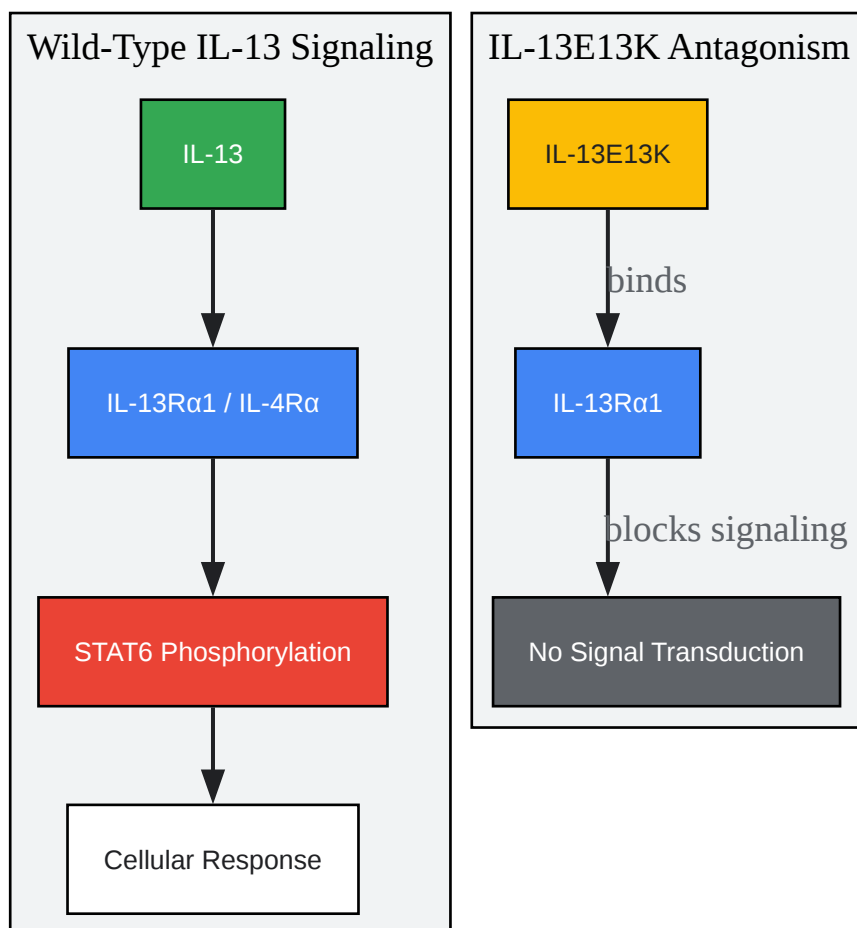 Wild-Type IL-13 Signaling
IL-13
IL-13Rα1 / IL-4Rα
STAT6 Phosphorylation
Cellular Response
IL-13E13K Antagonism
IL-13E13K
binds
IL-13Rα1
blocks signaling
No Signal Transduction